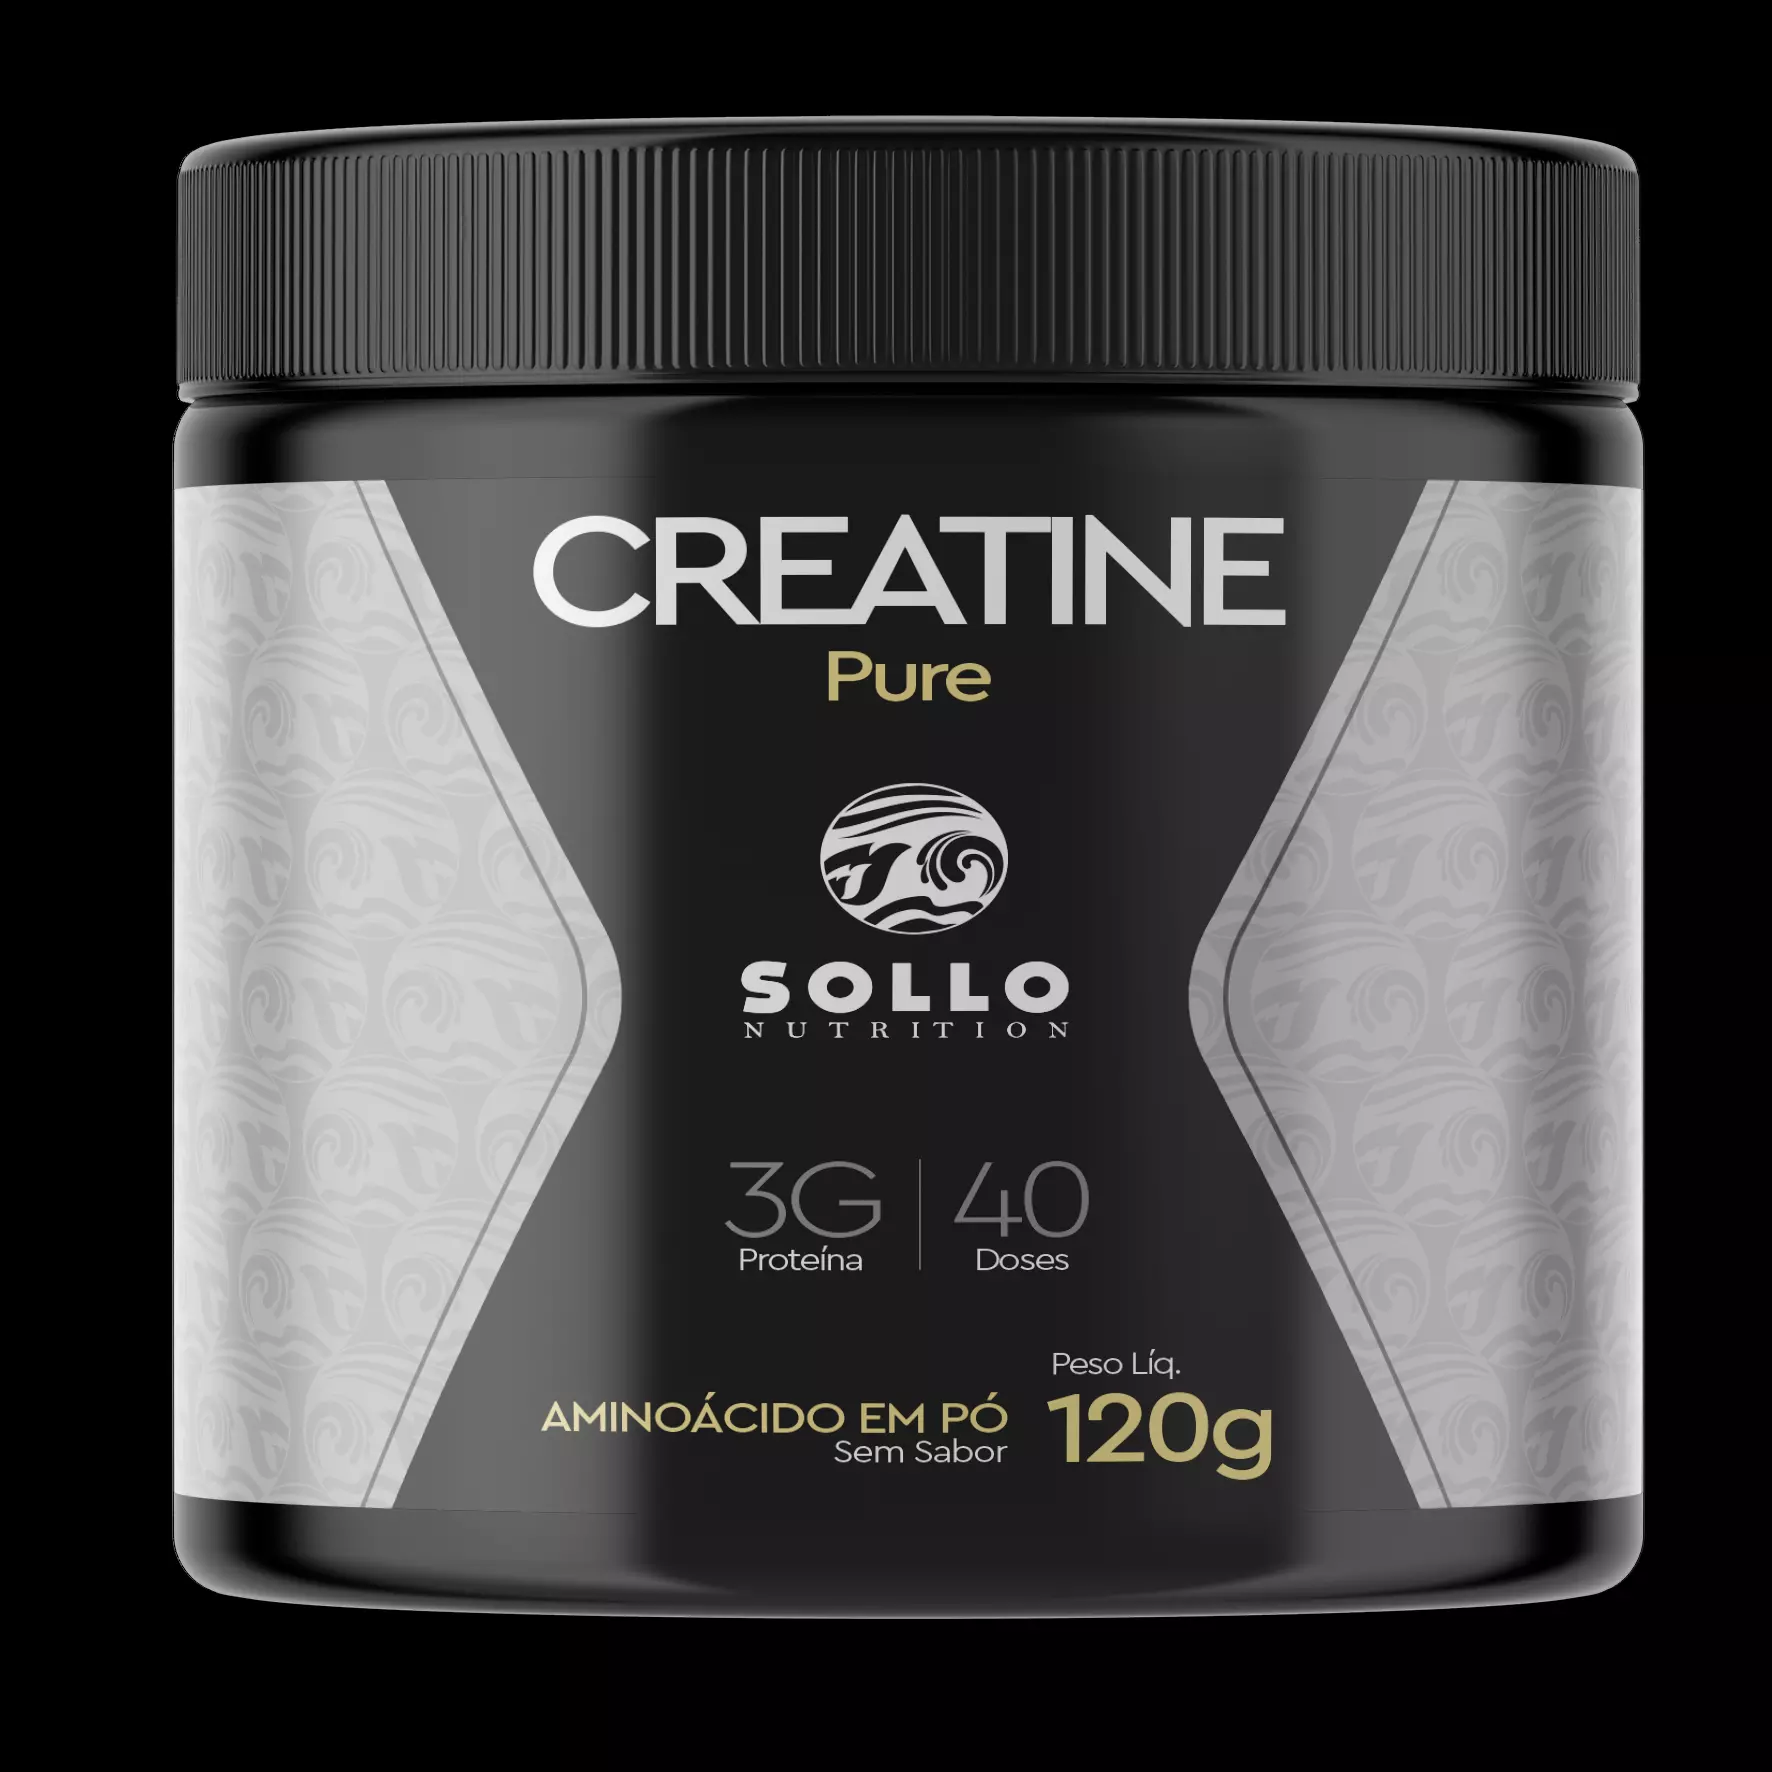 CREATINE
Pure
SOLLO
NUTRITION
3G | 40
Proteína Doses
Peso Líq.
AMINOÁCIDO EM PÓ 120g
Sem Sabor